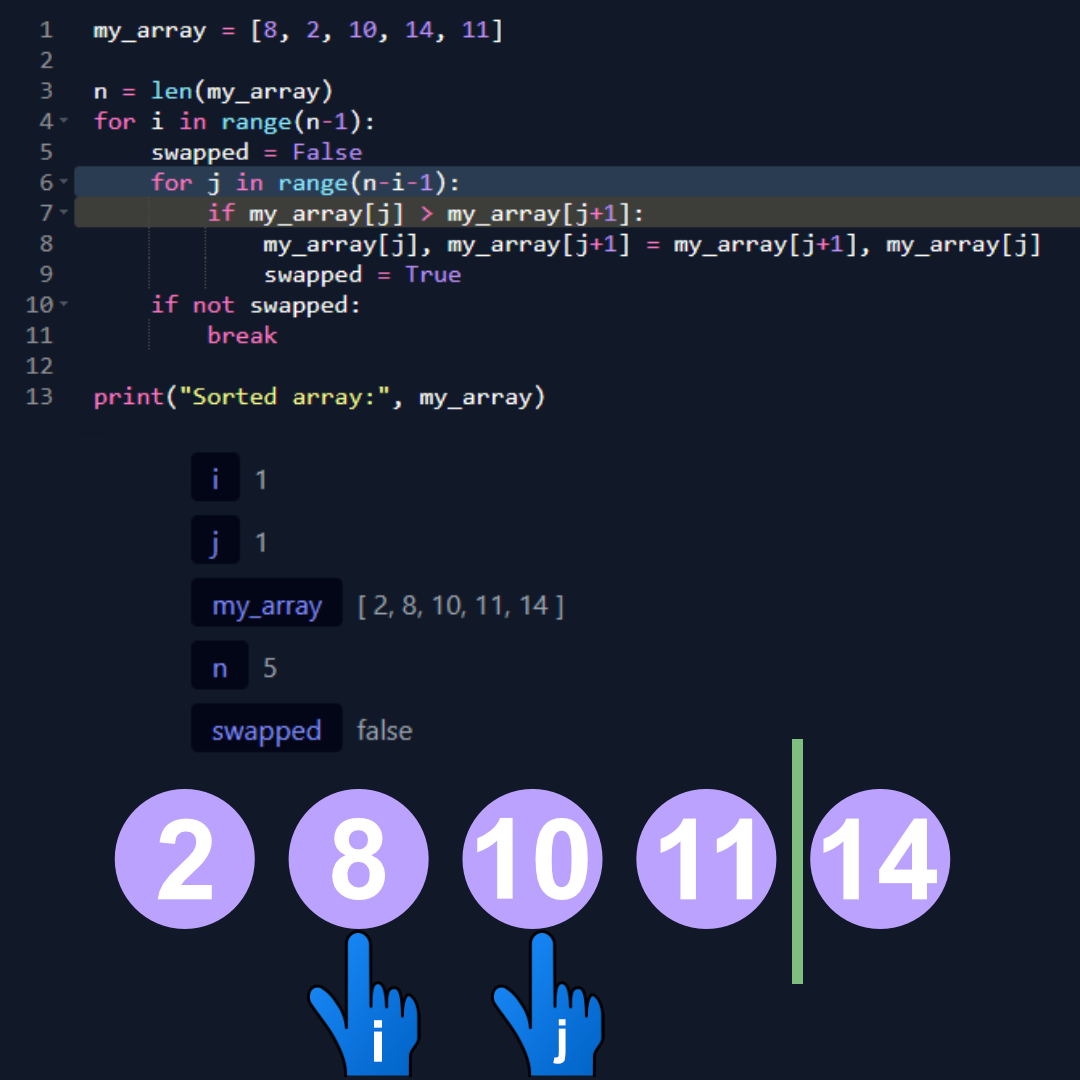 1 my_array = [8, 2, 10, 14, 11]
2
3 n = len(my_array)
4 for i in range(n-1):
5     swapped = False
6     for j in range(n-i-1):
7         if my_array[j] > my_array[j+1]:
8             my_array[j], my_array[j+1] = my_array[j+1], my_array[j]
9             swapped = True
10     if not swapped:
11         break
12
13 print("Sorted array:", my_array)
i 1
j 1
my_array [ 2, 8, 10, 11, 14 ]
n 5
swapped false
2 8 10 11 14
i j